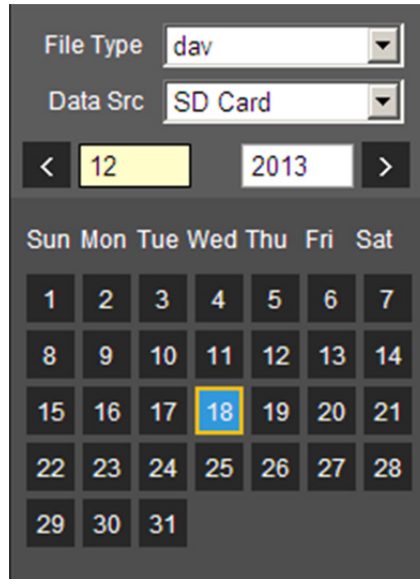 File Type dav
Data Src SD Card
< 12 2013 >
Sun Mon Tue Wed Thu Fri Sat
1 2 3 4 5 6 7
8 9 10 11 12 13 14
15 16 17 18 19 20 21
22 23 24 25 26 27 28
29 30 31